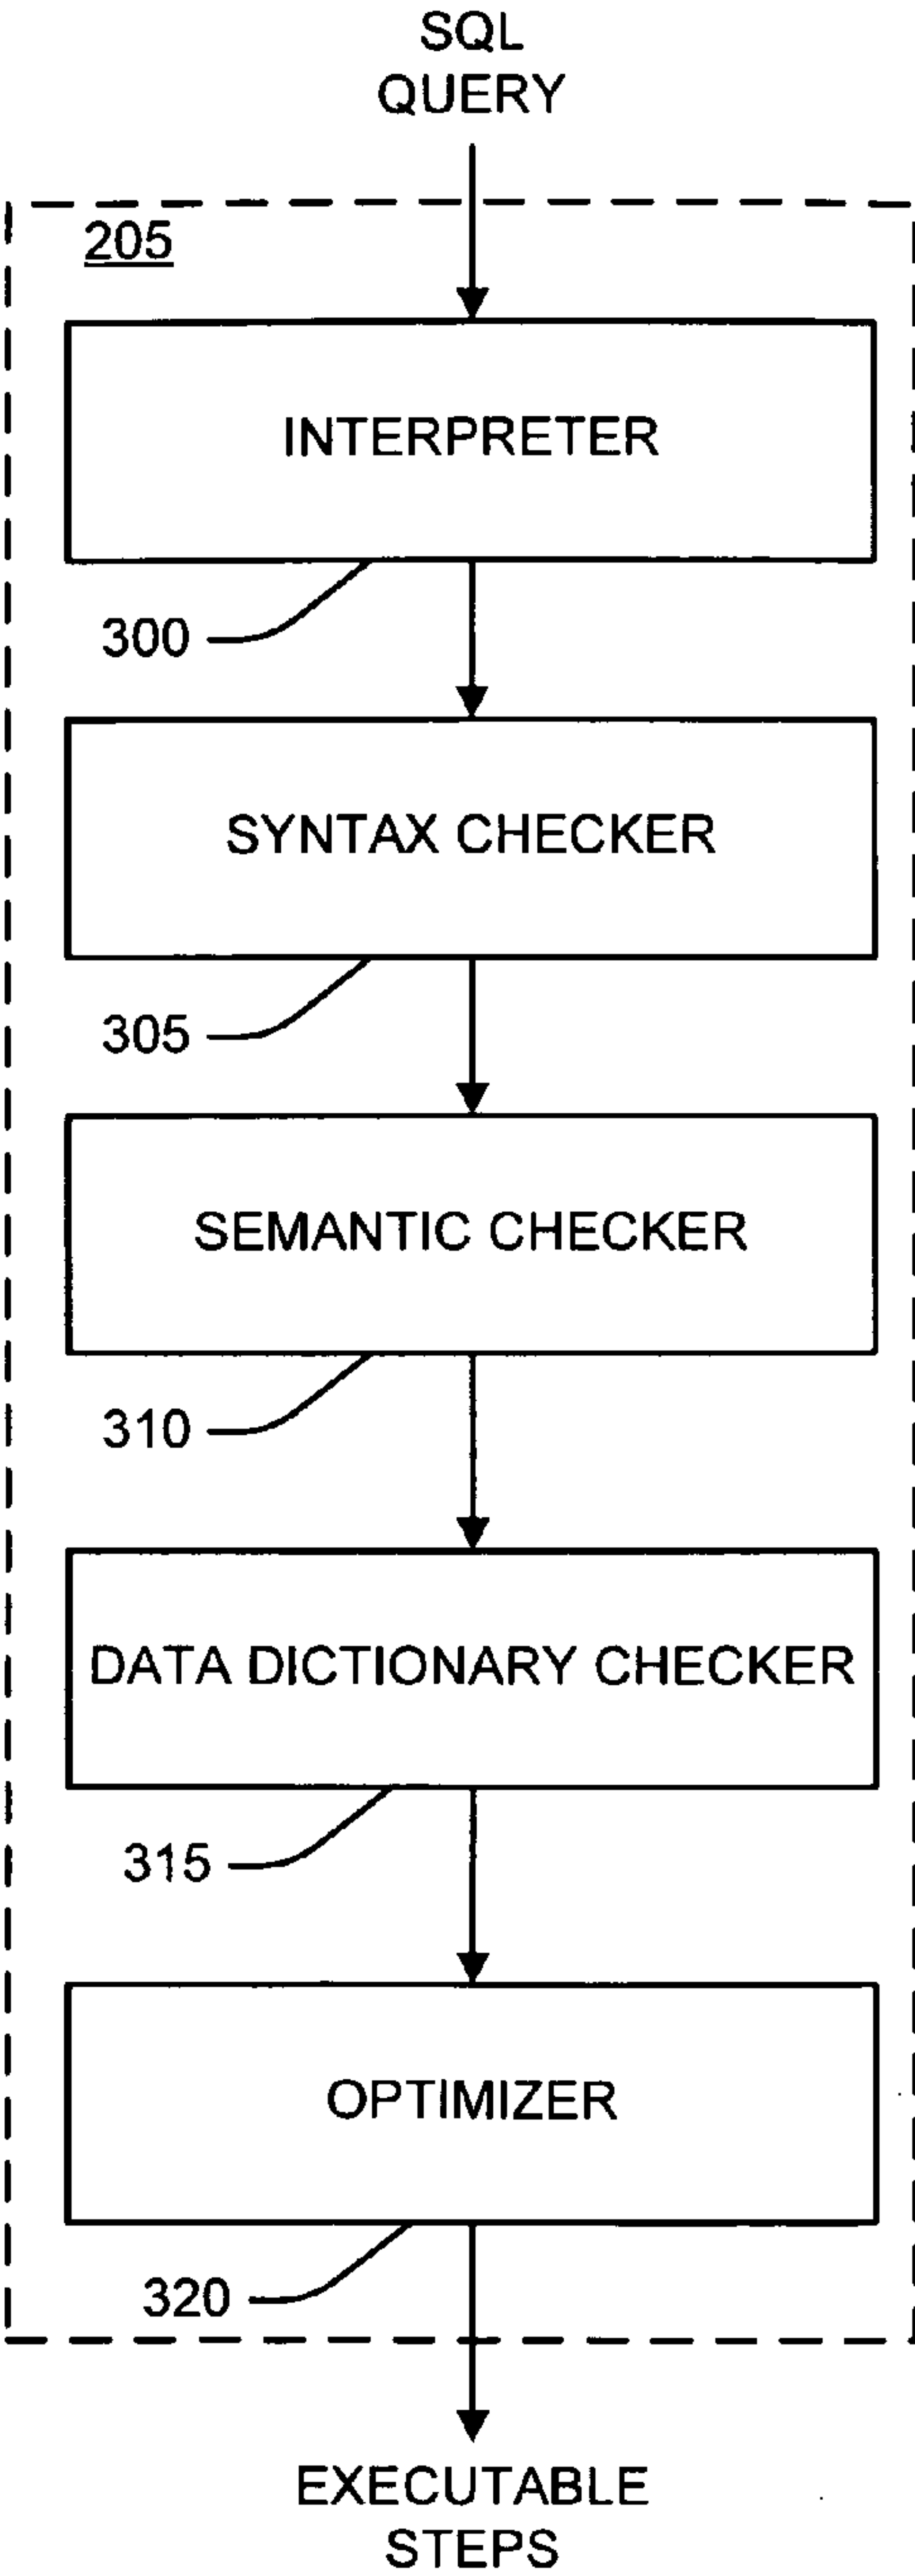 SQL
QUERY
205
INTERPRETER
300
SYNTAX CHECKER
305
SEMANTIC CHECKER
310
DATA DICTIONARY CHECKER
315
OPTIMIZER
320
EXECUTABLE
STEPS